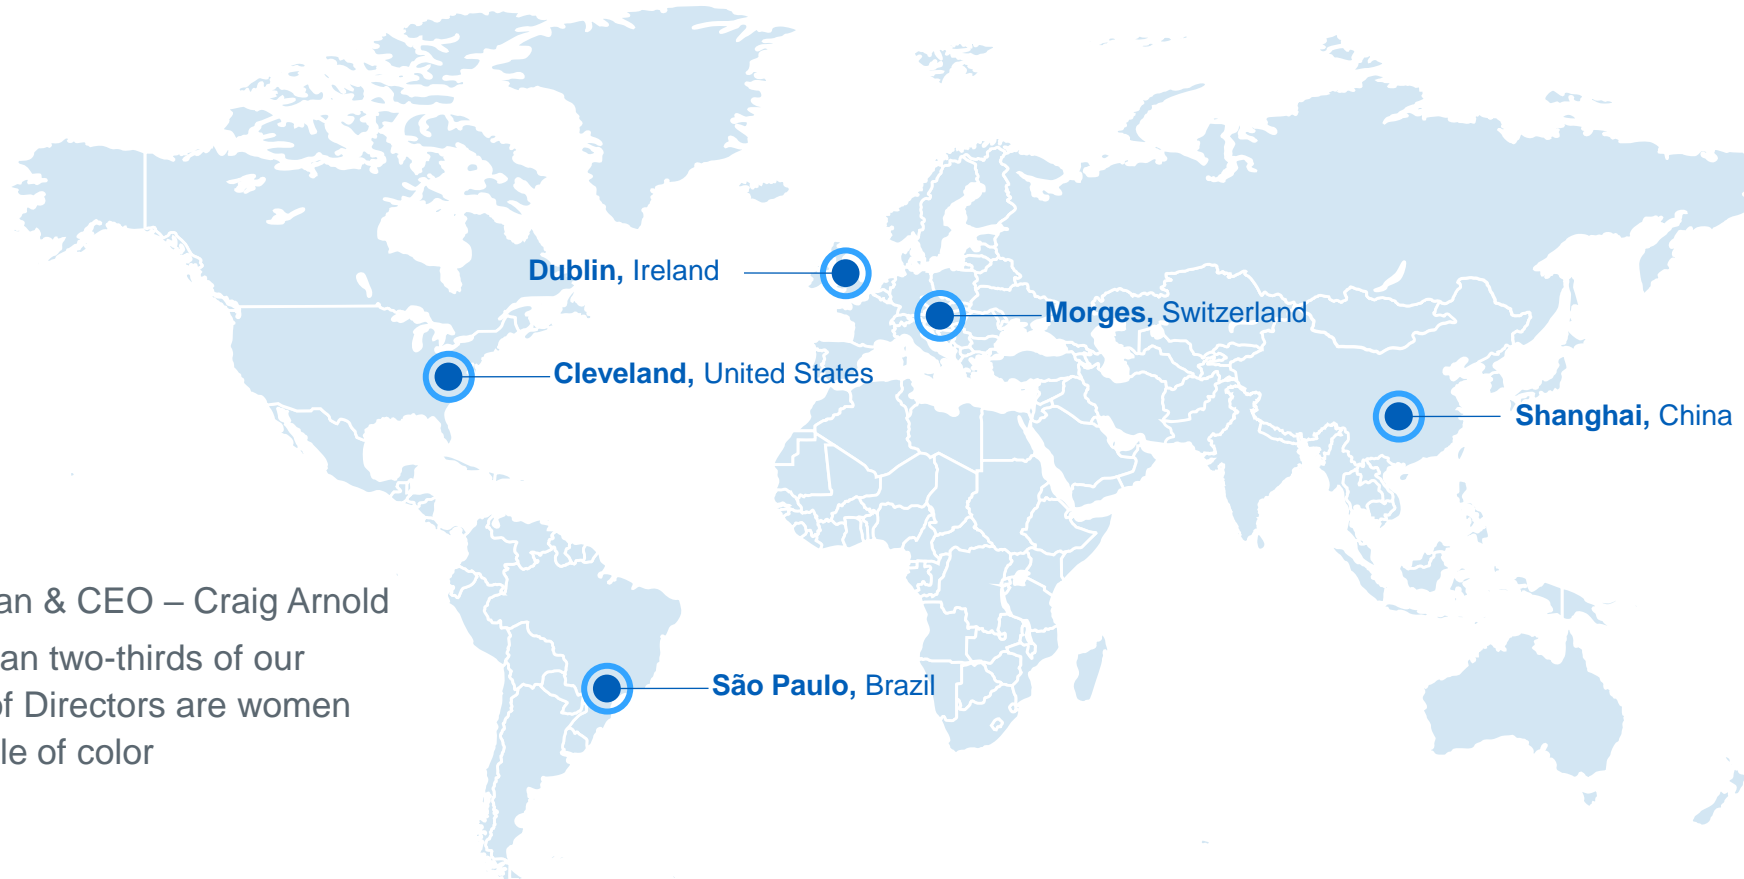 Dublin, Ireland
Morges, Switzerland
Cleveland, United States
Shanghai, China
an & CEO – Craig Arnold
an two-thirds of our
of Directors are women
le of color
São Paulo, Brazil